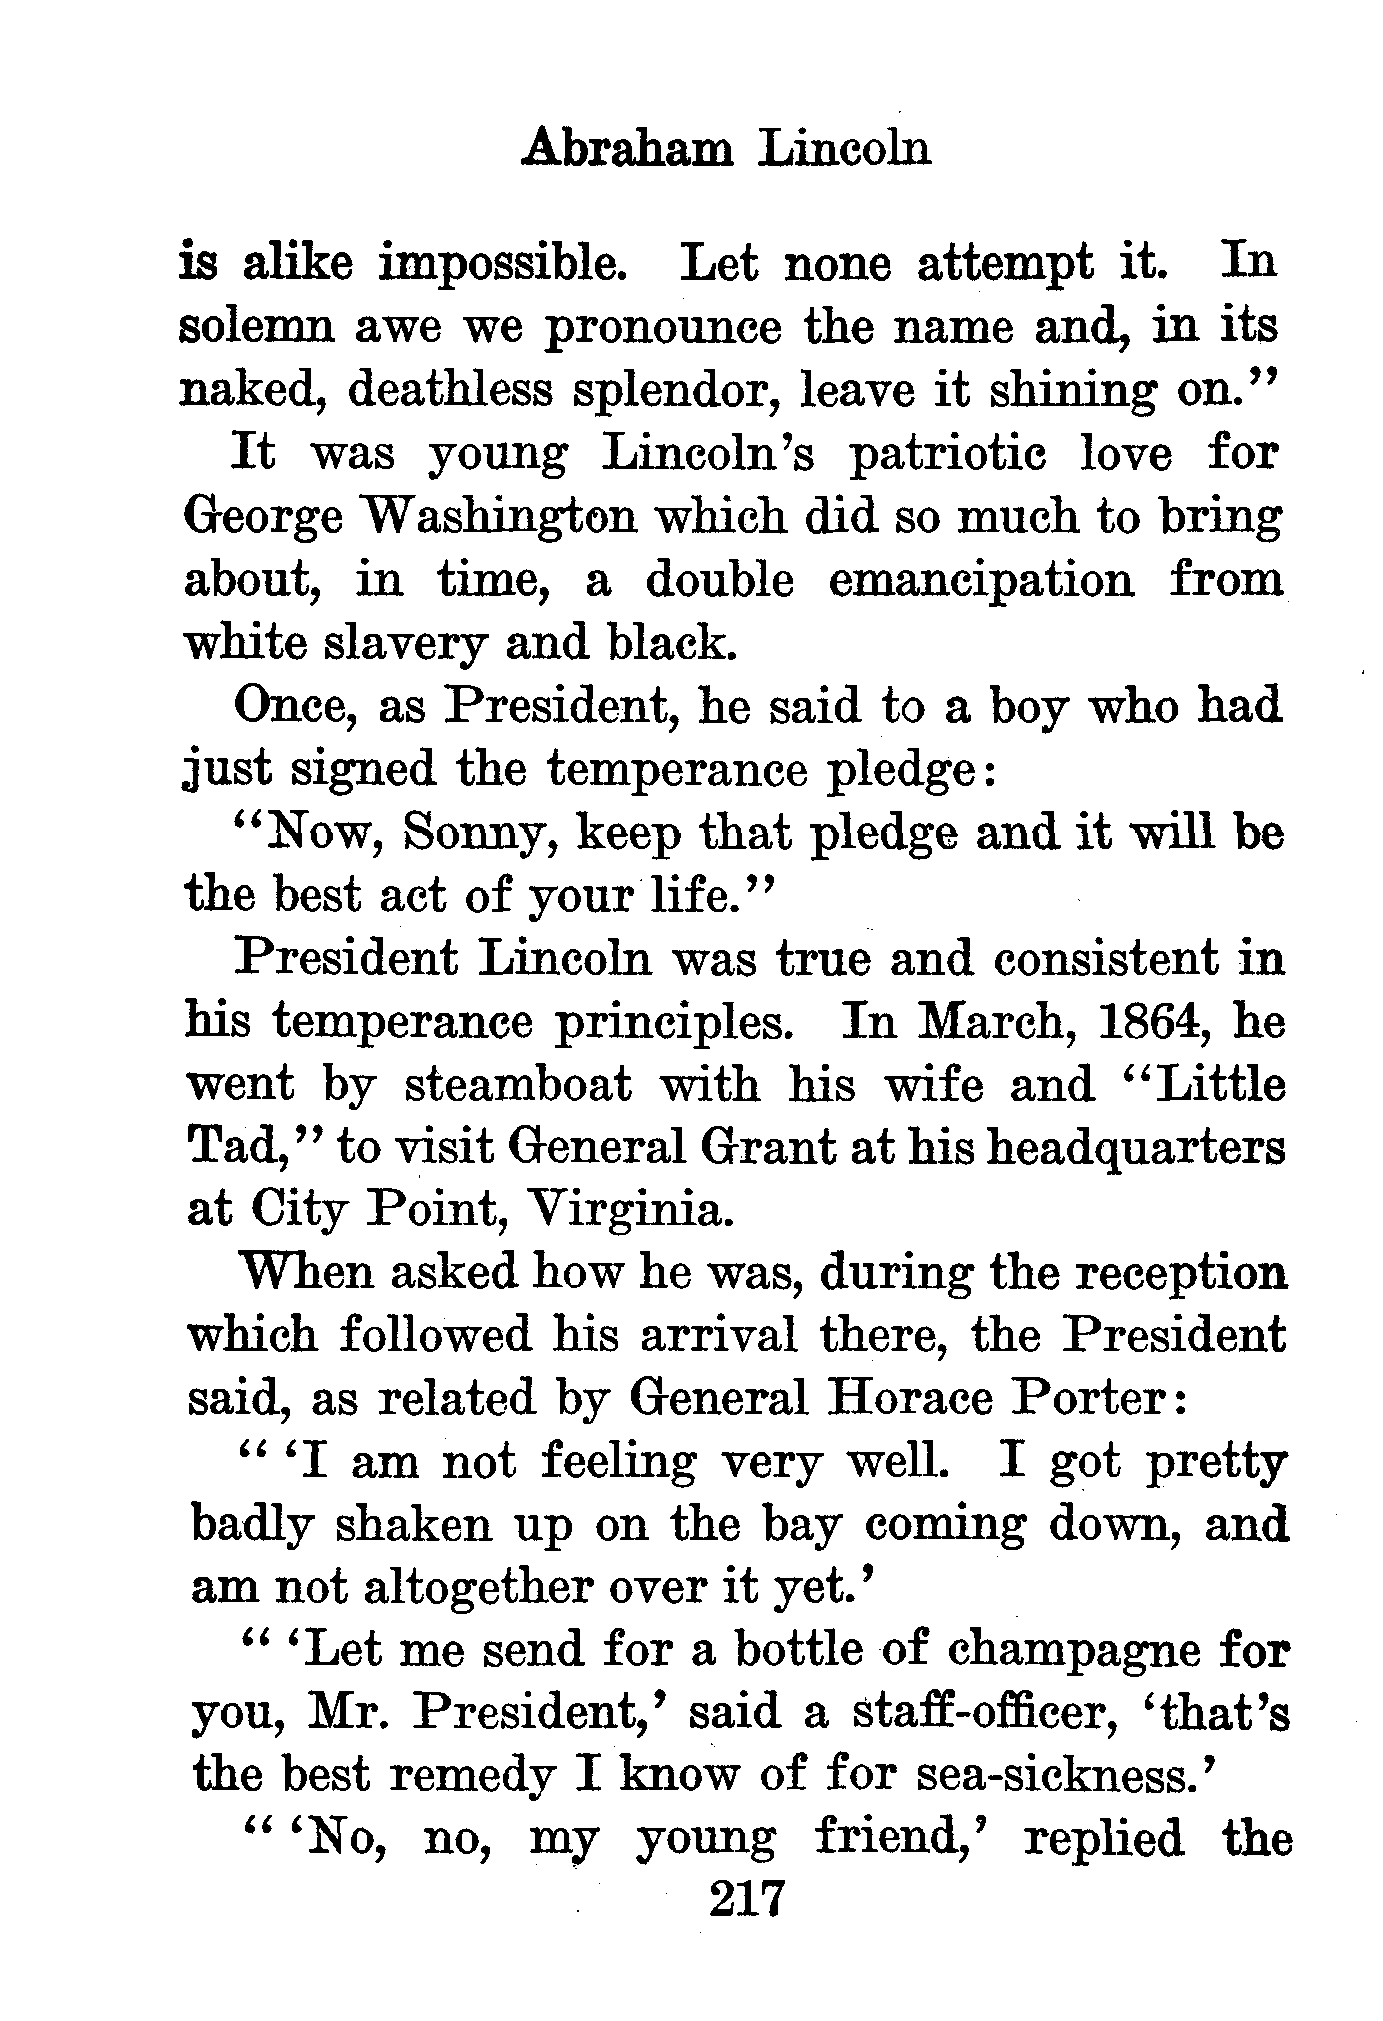 Abraham Lincoln
is alike impossible. Let none attempt it. In
solemn awe we pronounce the name and, in its
naked, deathless splendor, leave it shining on."
It was young Lincoln's patriotic love for
George Washington which did so much to bring
about, in time, a double emancipation from
white slavery and black.
Once, as President, he said to a boy who had
just signed the temperance pledge:
"Now, Sonny, keep that pledge and it will be
the best act of your life."
President Lincoln was true and consistent in
his temperance principles. In March, 1864, he
went by steamboat with his wife and "Little
Tad," to visit General Grant at his headquarters
at City Point, Virginia.
When asked how he was, during the reception
which followed his arrival there, the President
said, as related by General Horace Porter:
" 'I am not feeling very well. I got pretty
badly shaken up on the bay coming down, and
am not altogether over it yet.'
" 'Let me send for a bottle of champagne for
you, Mr. President,' said a staff-officer, 'that's
the best remedy I know of for sea-sickness.'
" 'No, no, my young friend,' replied the
217